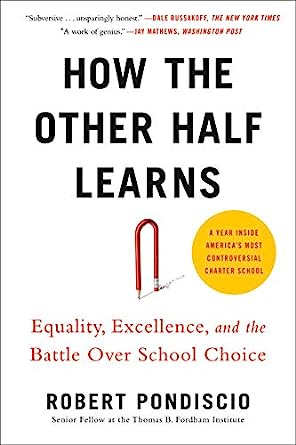 "Subversive ... unsparingly honest." —DALE RUSSAKOFF, THE NEW YORK TIMES
"A work of genius." —JAY MATHEWS, WASHINGTON POST
HOW THE
OTHER HALF
LEARNS
A YEAR INSIDE
AMERICA'S MOST
CONTROVERSIAL
CHARTER SCHOOL
Equality, Excellence, and the
Battle Over School Choice
ROBERT PONDISCIO
Senior Fellow at the Thomas B. Fordham Institute